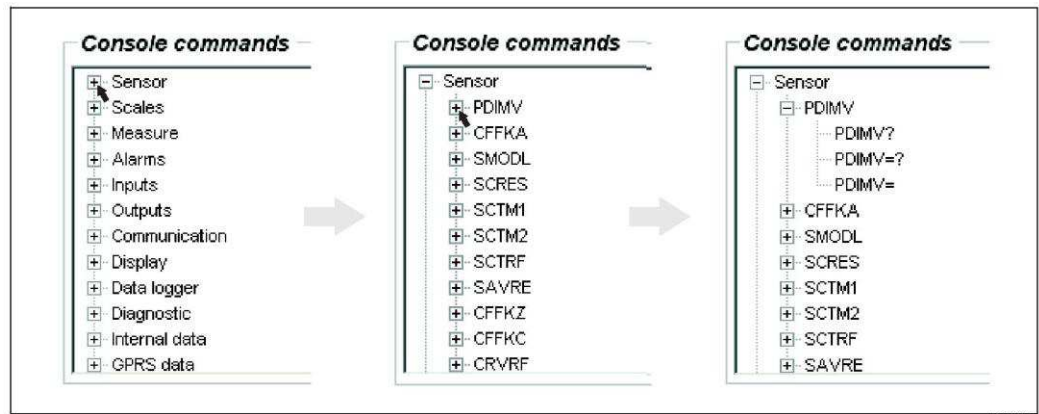 Console commands
Sensor
Scales
Measure
Alarms
Inputs
Outputs
Communication
Display
Data logger
Diagnostic
Internal data
GPRS data
Console commands
Sensor
PDIMV
CFFKA
SMODL
SCRES
SCTM1
SCTM2
SCTRF
SAVRE
CFFKZ
CFFKC
CRVRF
Console commands
Sensor
PDIMV
PDIMV?
PDIMV=?
PDIMV=
CFFKA
SMODL
SCRES
SCTM1
SCTM2
SCTRF
SAVRE